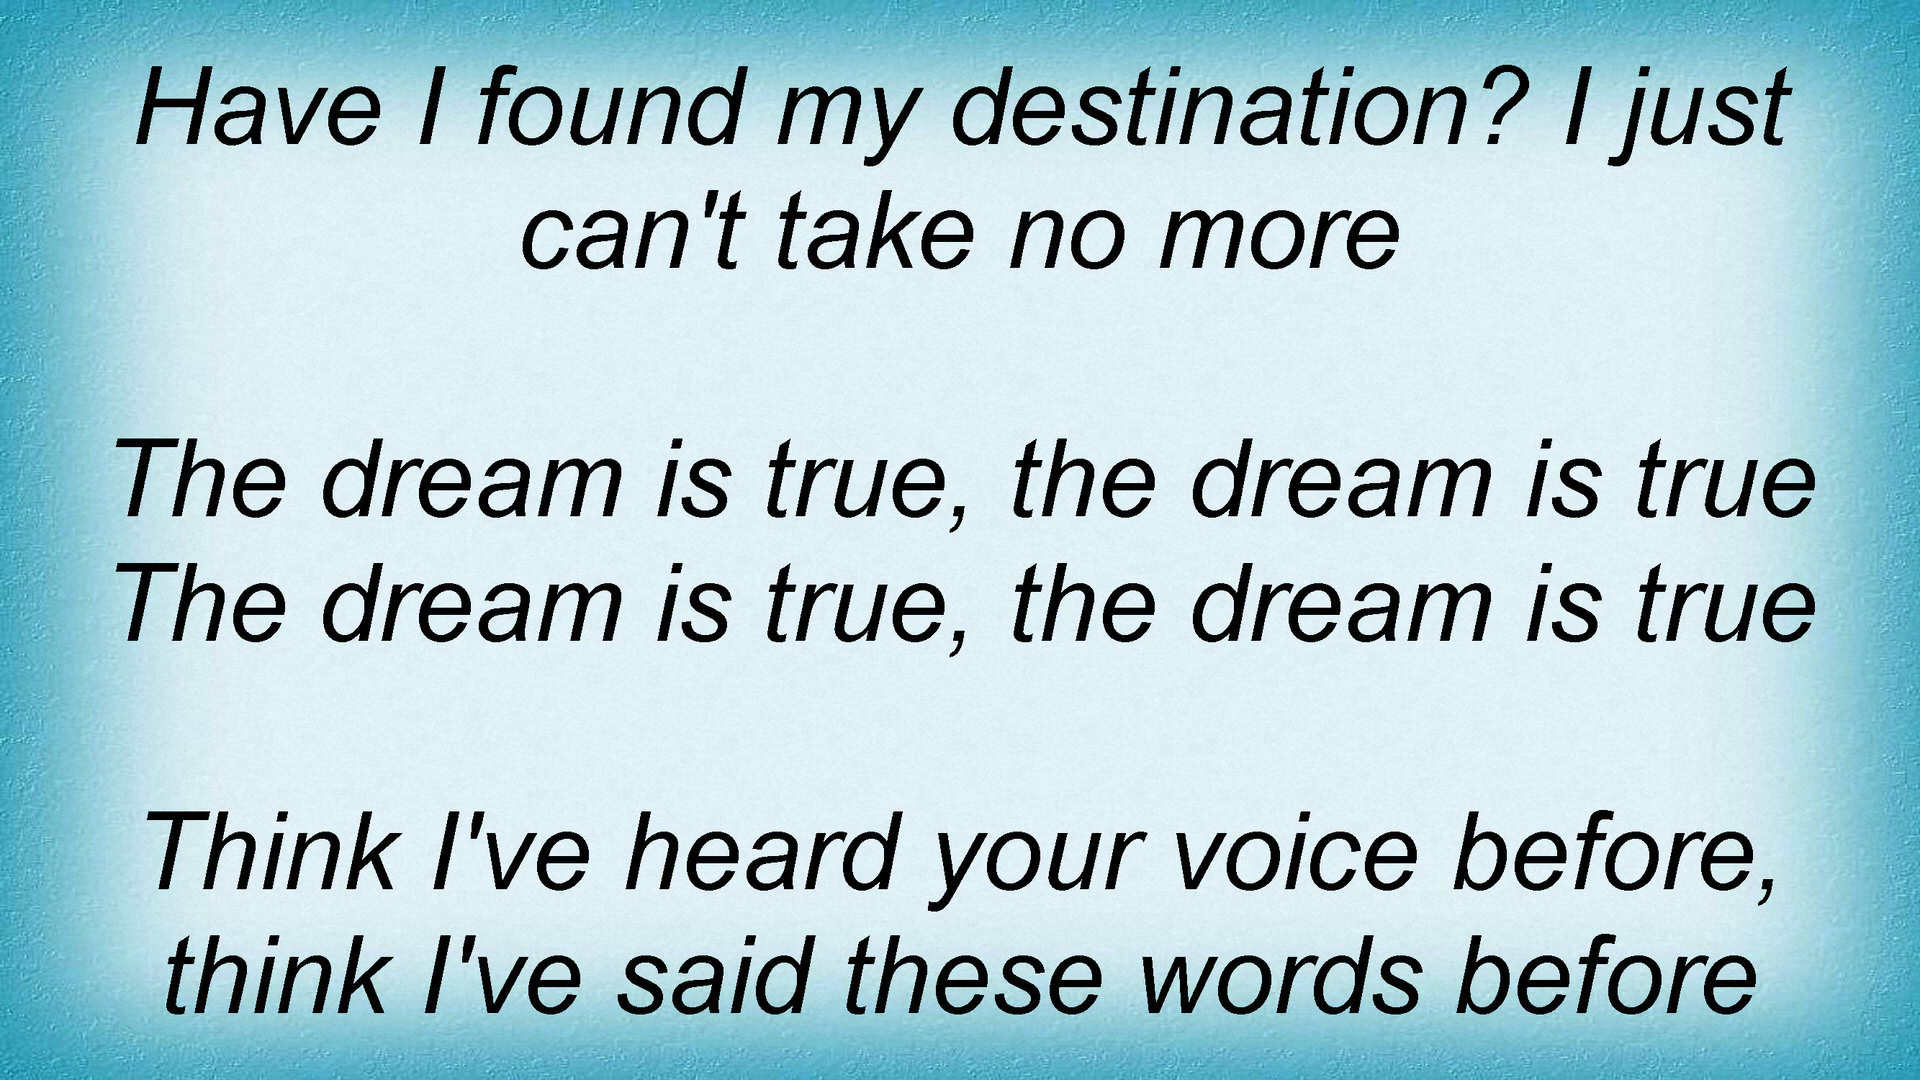 Have I found my destination? I just
can't take no more
The dream is true, the dream is true
The dream is true, the dream is true
Think I've heard your voice before,
think I've said these words before